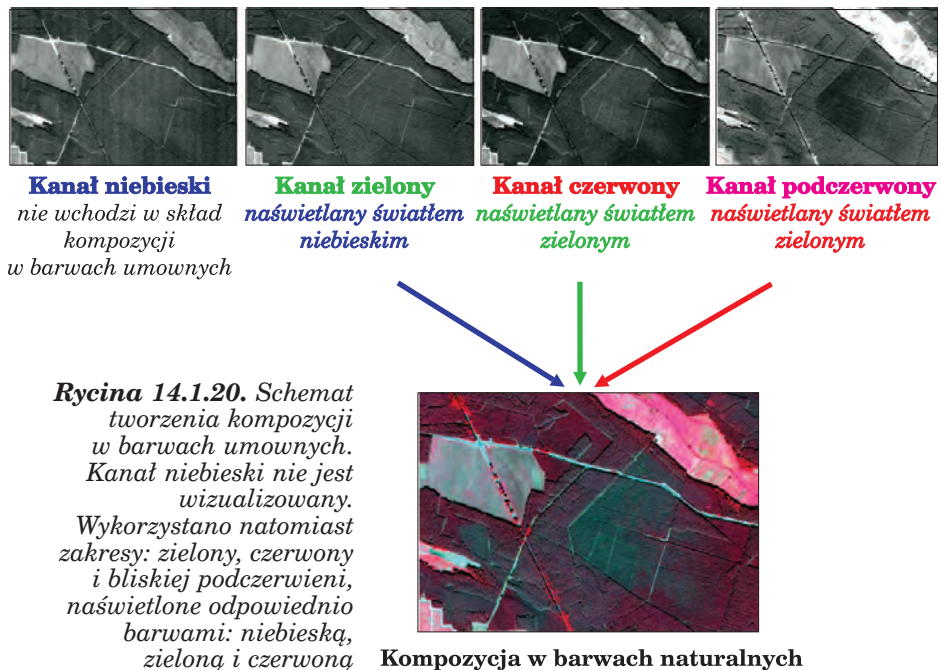 Kanał niebieski
nie wchodzi w skład
kompozycji
w barwach umownych
Kanał zielony
naświetlany światłem
niebieskim
Kanał czerwony
naświetlany światłem
zielonym
Kanał podczerwony
naświetlany światłem
zielonym
Rycina 14.1.20. Schemat
tworzenia kompozycji
w barwach umownych.
Kanał niebieski nie jest
wizualizowany.
Wykorzystano natomiast
zakresy: zielony, czerwony
i bliskiej podczerwieni,
naświetlone odpowiednio
barwami: niebieską,
zieloną i czerwoną
Kompozycja w barwach naturalnych